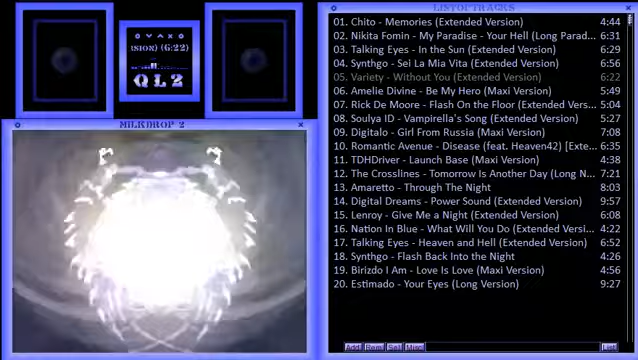 LIST OF TRACKS
(SION) (6:22)
QL2
MILKDROP 2
01. Chito - Memories (Extended Version) 4:44
02. Nikita Fomin - My Paradise - Your Hell (Long Parad... 6:31
03. Talking Eyes - In the Sun (Extended Version) 6:29
04. Synthgo - Sei La Mia Vita (Extended Version) 6:56
05. Variety - Without You (Extended Version) 6:22
06. Amelie Divine - Be My Hero (Maxi Version) 5:49
07. Rick De Moore - Flash On the Floor (Extended Vers... 5:04
08. Soulya ID - Vampirella's Song (Extended Version) 5:27
09. Digitalo - Girl From Russia (Maxi Version) 7:08
10. Romantic Avenue - Disease (feat. Heaven42) [Exte... 6:35
11. TDHDriver - Launch Base (Maxi Version) 4:38
12. The Crosslines - Tomorrow Is Another Day (Long N... 7:21
13. Amaretto - Through The Night 8:03
14. Digital Dreams - Power Sound (Extended Version) 9:57
15. Lenroy - Give Me a Night (Extended Version) 6:08
16. Nation In Blue - What Will You Do (Extended Versi... 4:22
17. Talking Eyes - Heaven and Hell (Extended Version) 6:52
18. Synthgo - Flash Back Into the Night 4:26
19. Birizdo I Am - Love Is Love (Maxi Version) 4:56
20. Estimado - Your Eyes (Long Version) 9:27
Add Rem Sel Misc List